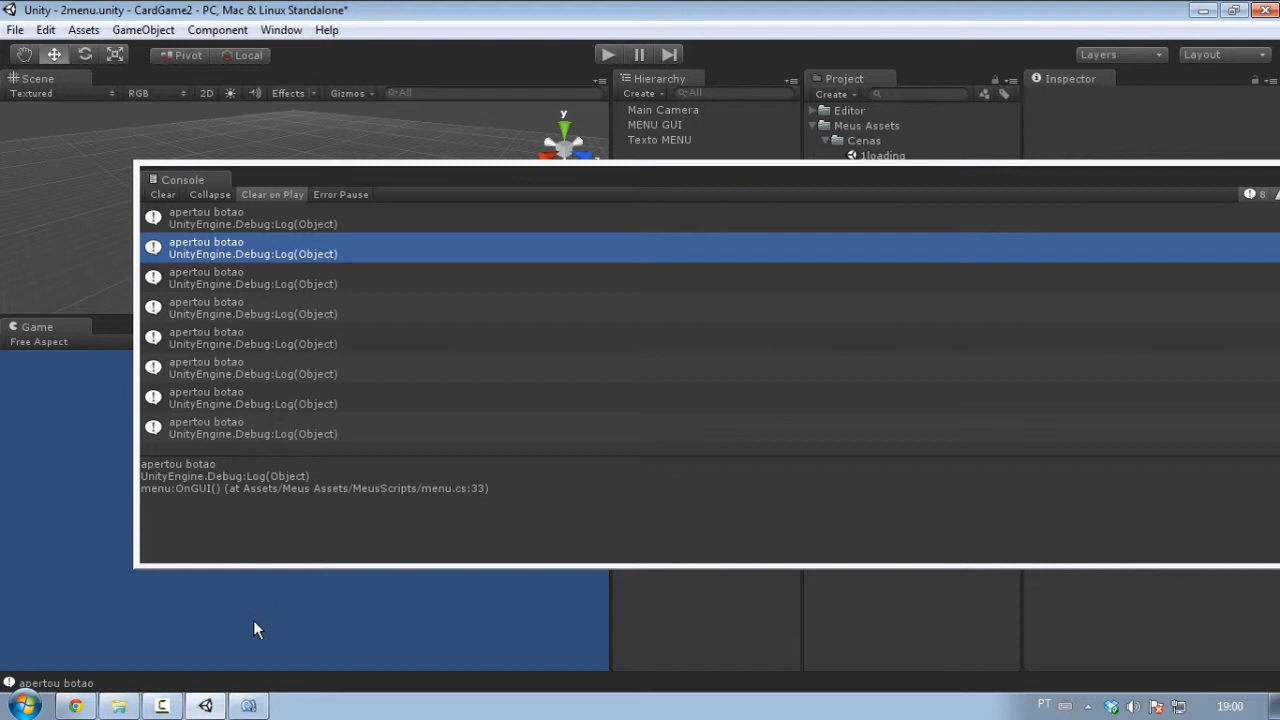 Unity - 2menu.unity - CardGame2 - PC, Mac & Linux Standalone*
File Edit Assets GameObject Component Window Help
Pivot Local Layers Layout
Scene Hierarchy Project Inspector
Textured RGB 2D Effects Gizmos All Create All Create
y
Main Camera
MENU GUI
Texto MENU
Editor
Meus Assets
Cenas
1loading
Console
Clear Collapse Clear on Play Error Pause 8
apertou botao
UnityEngine.Debug:Log(Object)
apertou botao
UnityEngine.Debug:Log(Object)
apertou botao
UnityEngine.Debug:Log(Object)
apertou botao
UnityEngine.Debug:Log(Object)
apertou botao
UnityEngine.Debug:Log(Object)
apertou botao
UnityEngine.Debug:Log(Object)
apertou botao
UnityEngine.Debug:Log(Object)
apertou botao
UnityEngine.Debug:Log(Object)
apertou botao
UnityEngine.Debug:Log(Object)
menu:OnGUI() (at Assets/Meus Assets/MeusScripts/menu.cs:33)
Game
Free Aspect
apertou botao
PT 19:00